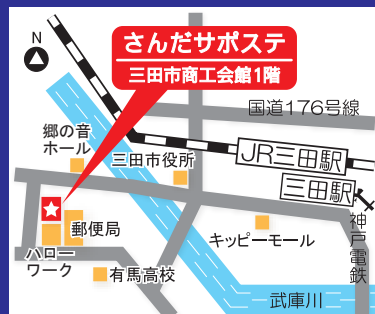 さんだサポステ
三田市商工会館1階
N
国道176号線
郷の音
ホール
三田市役所
JR三田駅
三田駅
神戸電鉄
郵便局
ハロー
ワーク
キッピーモール
有馬高校
武庫川